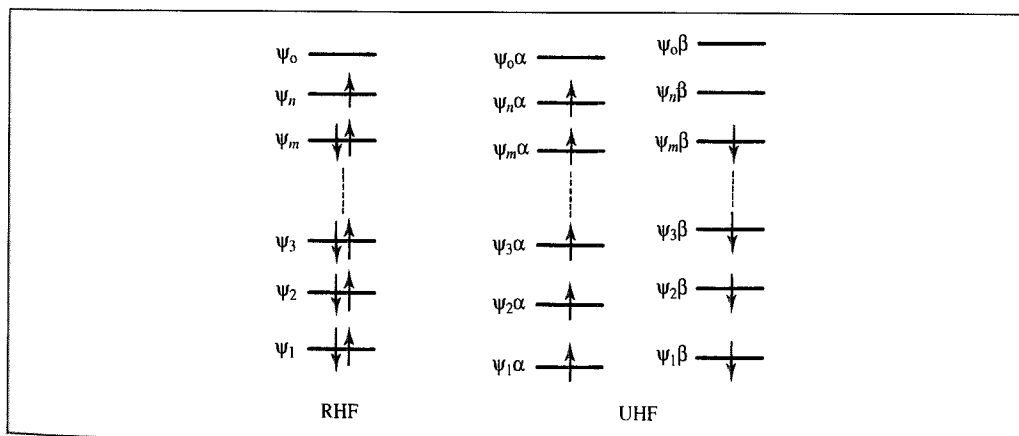 ψo
ψn
ψm
ψ3
ψ2
ψ1
RHF
ψoα
ψnα
ψmα
ψ3α
ψ2α
ψ1α
ψoβ
ψnβ
ψmβ
ψ3β
ψ2β
ψ1β
UHF